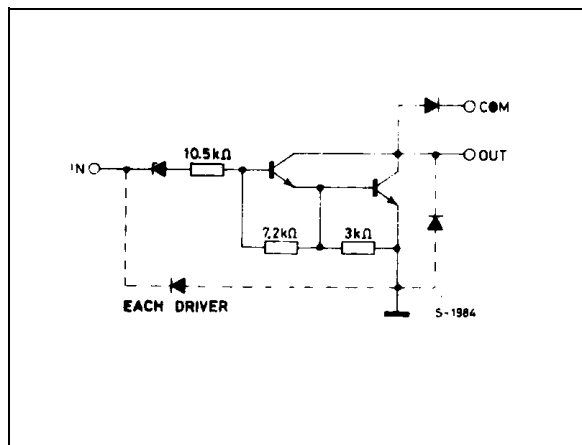 COM
OUT
IN
10.5kΩ
7.2kΩ
3kΩ
EACH DRIVER
S-1984